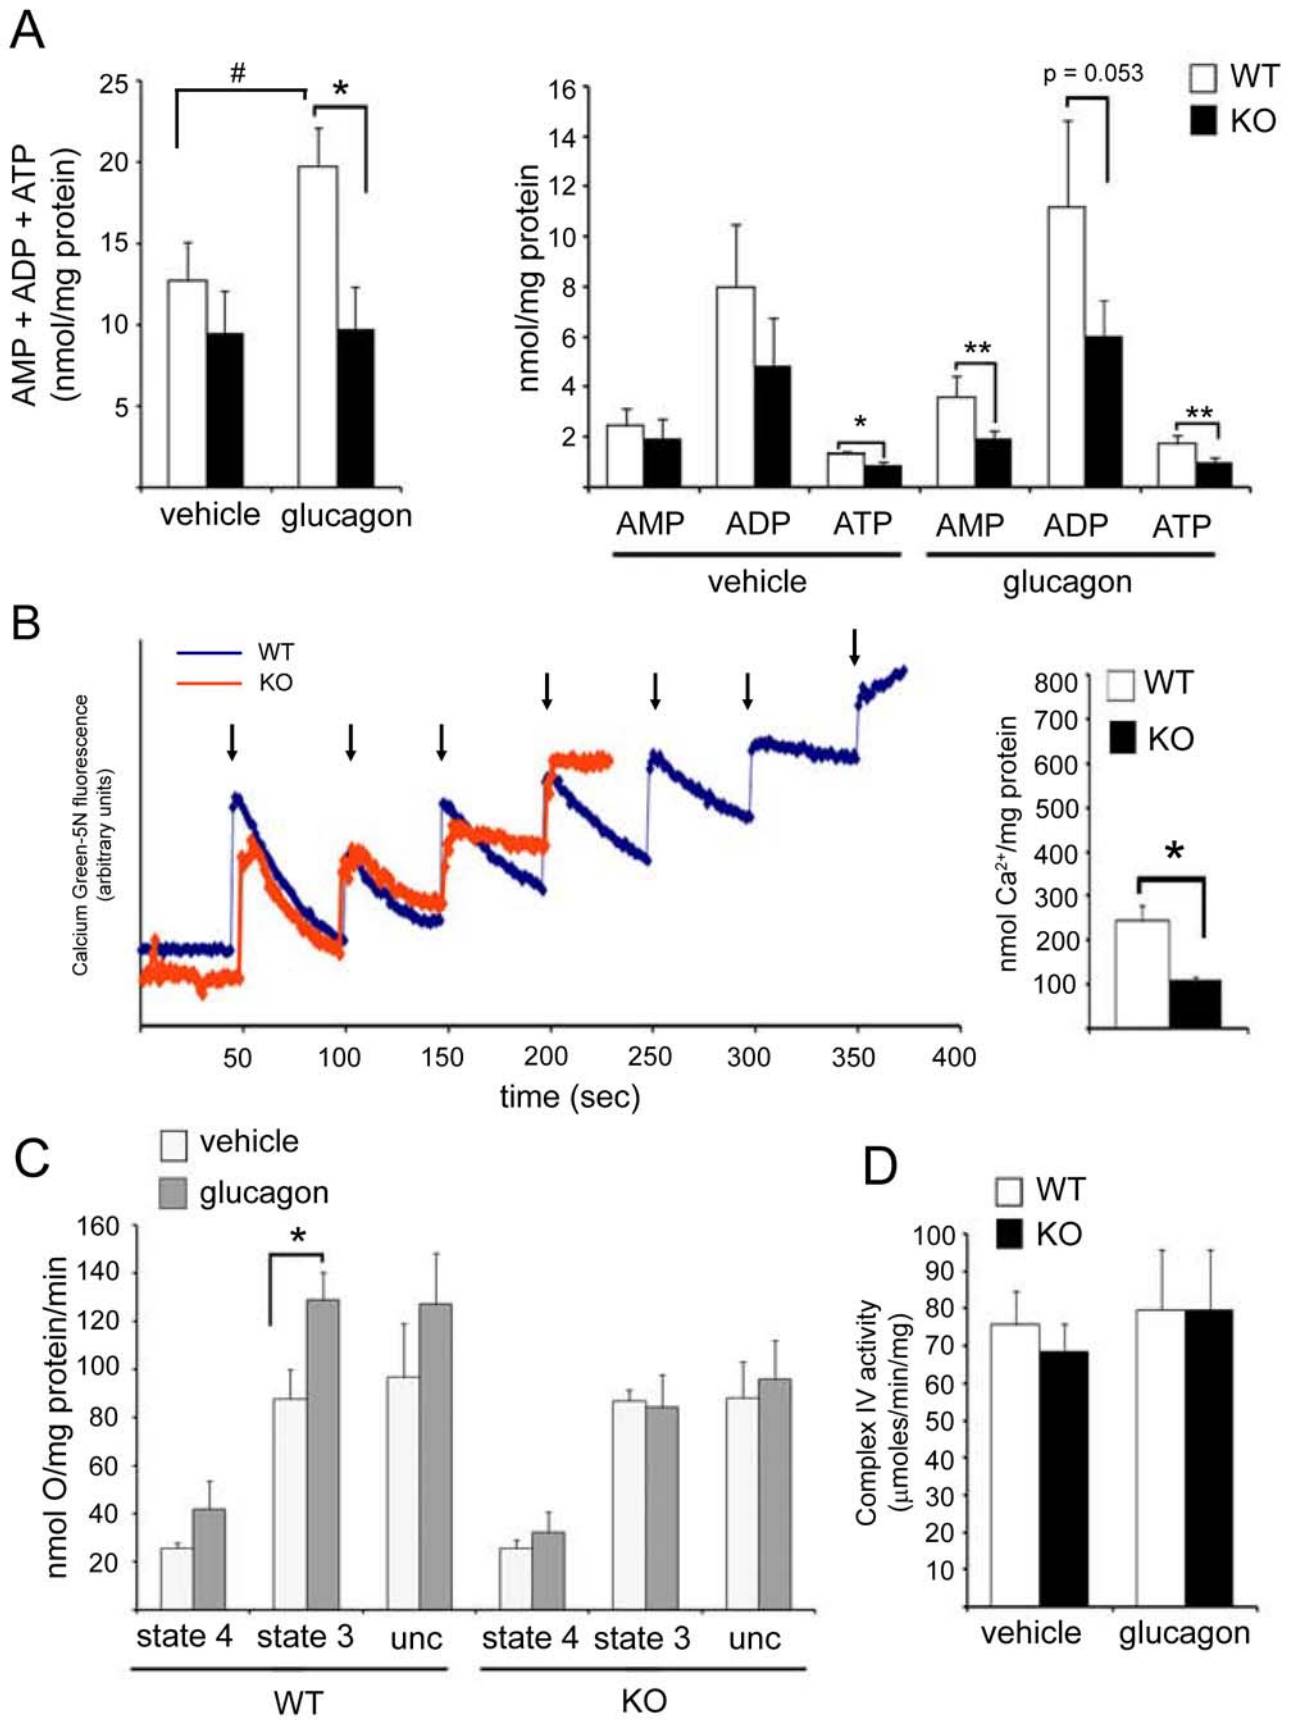 A
AMP + ADP + ATP
(nmol/mg protein)
25
20
15
10
5
#
*
vehicle glucagon
nmol/mg protein
16
14
12
10
8
6
4
2
*
**
p = 0.053
**
WT
KO
AMP ADP ATP AMP ADP ATP
vehicle glucagon
B
Calcium Green-5N fluorescence
(arbitrary units)
WT
KO
50 100 150 200 250 300 350 400
time (sec)
nmol Ca2+/mg protein
800
700
600
500
400
300
200
100
WT
KO
*
C
vehicle
glucagon
nmol O/mg protein/min
160
140
120
100
80
60
40
20
*
state 4 state 3 unc state 4 state 3 unc
WT KO
D
WT
KO
Complex IV activity
(µmoles/min/mg)
100
90
80
70
60
50
40
30
20
10
vehicle glucagon